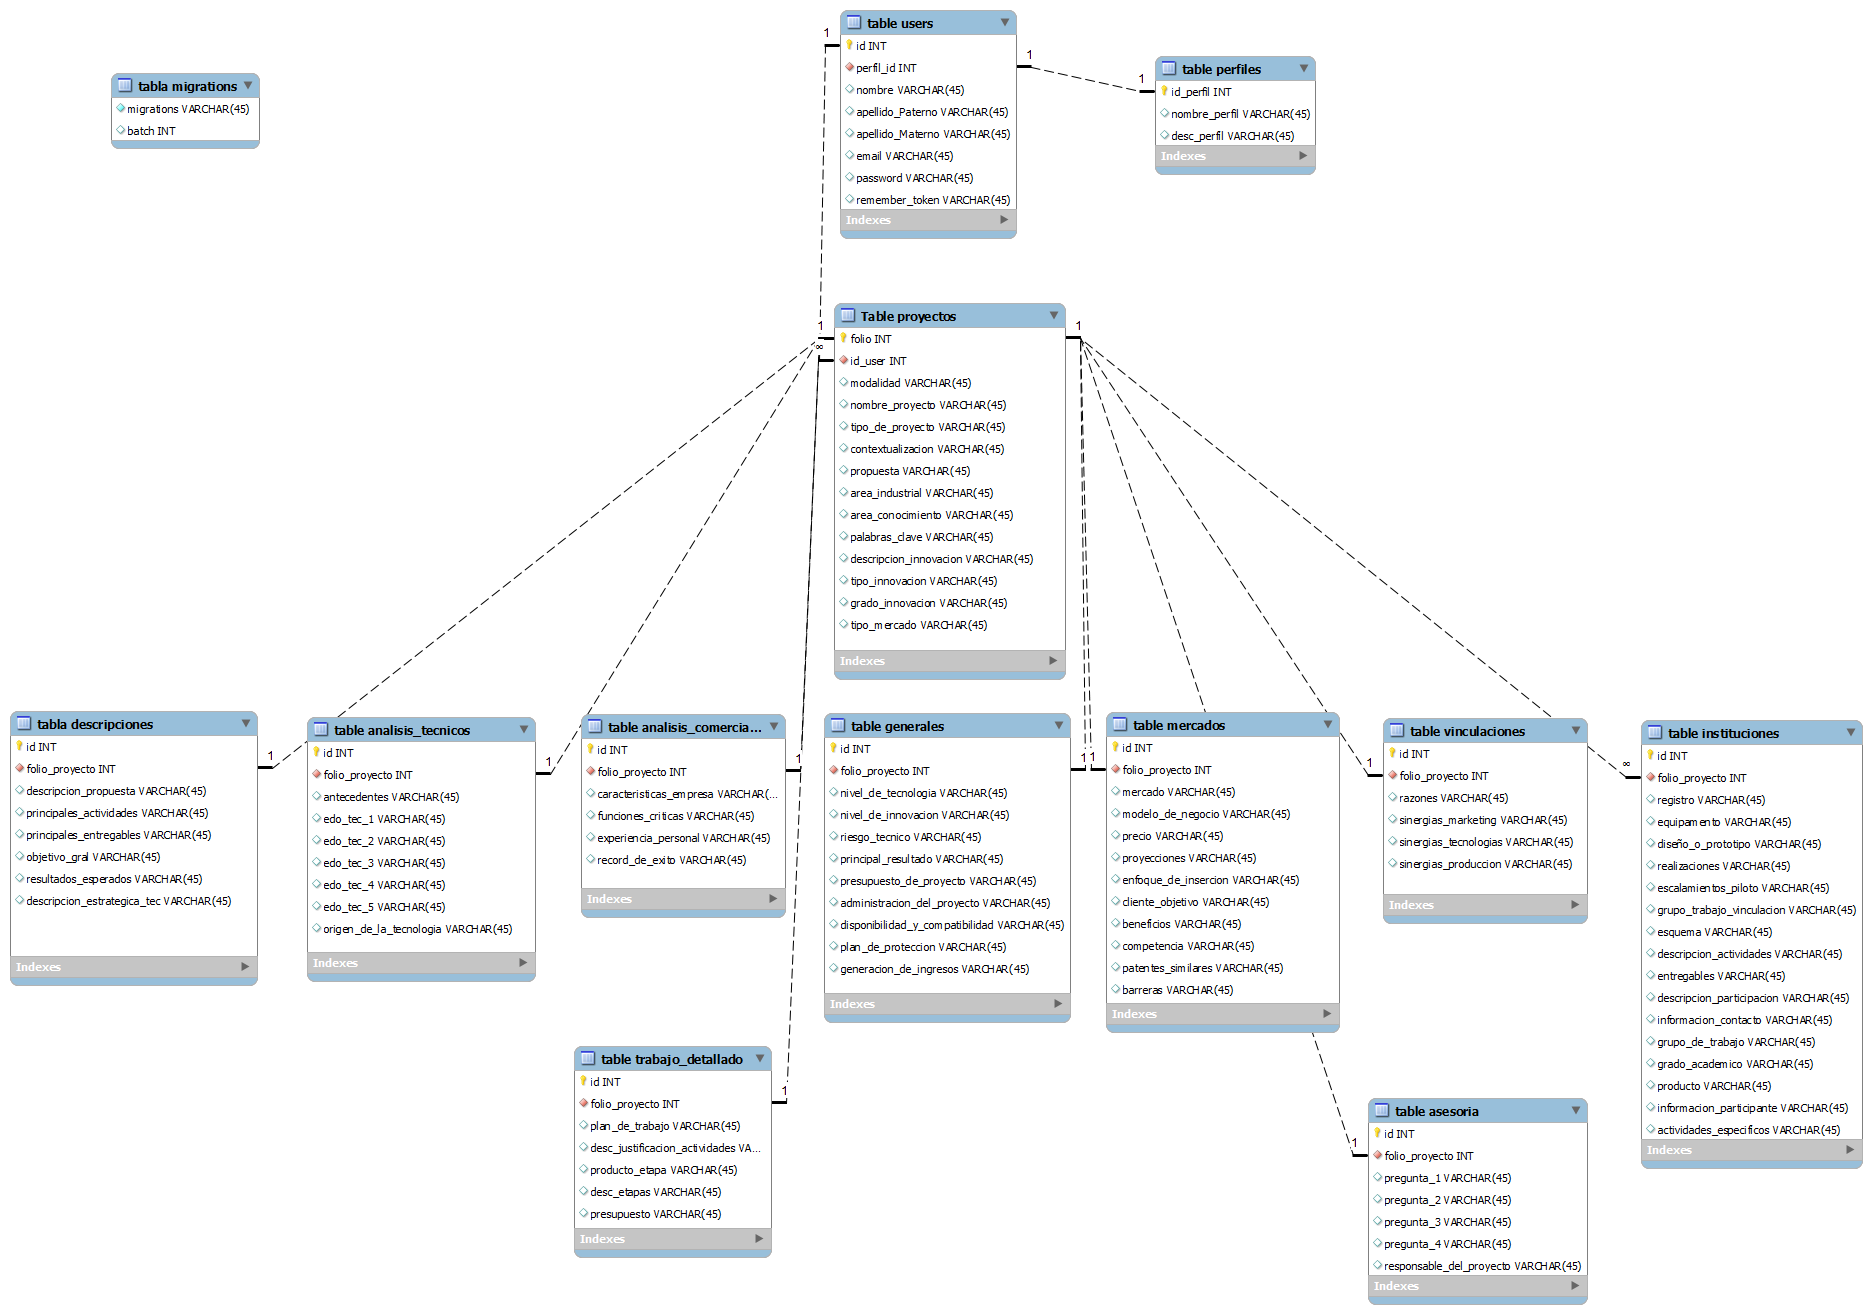 tabla migrations
migrations VARCHAR(45)
batch INT
table users
id INT
perfil_id INT
nombre VARCHAR(45)
apellido_Paterno VARCHAR(45)
apellido_Materno VARCHAR(45)
email VARCHAR(45)
password VARCHAR(45)
remember_token VARCHAR(45)
Indexes
1
1
1
table perfiles
id_perfil INT
nombre_perfil VARCHAR(45)
desc_perfil VARCHAR(45)
Indexes
1
∞
1
Table proyectos
folio INT
id_user INT
modalidad VARCHAR(45)
nombre_proyecto VARCHAR(45)
tipo_de_proyecto VARCHAR(45)
contextualizacion VARCHAR(45)
propuesta VARCHAR(45)
area_industrial VARCHAR(45)
area_conocimiento VARCHAR(45)
palabras_clave VARCHAR(45)
descripcion_innovacion VARCHAR(45)
tipo_innovacion VARCHAR(45)
grado_innovacion VARCHAR(45)
tipo_mercado VARCHAR(45)
Indexes
tabla descripciones
id INT
folio_proyecto INT
descripcion_propuesta VARCHAR(45)
principales_actividades VARCHAR(45)
principales_entregables VARCHAR(45)
objetivo_gral VARCHAR(45)
resultados_esperados VARCHAR(45)
descripcion_estrategica_tec VARCHAR(45)
Indexes
1
table analisis_tecnicos
id INT
folio_proyecto INT
antecedentes VARCHAR(45)
edo_tec_1 VARCHAR(45)
edo_tec_2 VARCHAR(45)
edo_tec_3 VARCHAR(45)
edo_tec_4 VARCHAR(45)
edo_tec_5 VARCHAR(45)
origen_de_la_tecnologia VARCHAR(45)
Indexes
1
table analisis_comercia...
id INT
folio_proyecto INT
caracteristicas_empresa VARCHAR(...
funciones_criticas VARCHAR(45)
experiencia_personal VARCHAR(45)
record_de_exito VARCHAR(45)
Indexes
1
table generales
id INT
folio_proyecto INT
nivel_de_tecnologia VARCHAR(45)
nivel_de_innovacion VARCHAR(45)
riesgo_tecnico VARCHAR(45)
principal_resultado VARCHAR(45)
presupuesto_de_proyecto VARCHAR(45)
administracion_del_proyecto VARCHAR(45)
disponibilidad_y_compatibilidad VARCHAR(45)
plan_de_proteccion VARCHAR(45)
generacion_de_ingresos VARCHAR(45)
Indexes
1
1
table mercados
id INT
folio_proyecto INT
mercado VARCHAR(45)
modelo_de_negocio VARCHAR(45)
precio VARCHAR(45)
proyecciones VARCHAR(45)
enfoque_de_insercion VARCHAR(45)
cliente_objetivo VARCHAR(45)
beneficios VARCHAR(45)
competencia VARCHAR(45)
patentes_similares VARCHAR(45)
barreras VARCHAR(45)
Indexes
1
table vinculaciones
id INT
folio_proyecto INT
razones VARCHAR(45)
sinergias_marketing VARCHAR(45)
sinergias_tecnologias VARCHAR(45)
sinergias_produccion VARCHAR(45)
Indexes
∞
table instituciones
id INT
folio_proyecto INT
registro VARCHAR(45)
equipamento VARCHAR(45)
diseño_o_prototipo VARCHAR(45)
realizaciones VARCHAR(45)
escalamientos_piloto VARCHAR(45)
grupo_trabajo_vinculacion VARCHAR(45)
esquema VARCHAR(45)
descripcion_actividades VARCHAR(45)
entregables VARCHAR(45)
descripcion_participacion VARCHAR(45)
informacion_contacto VARCHAR(45)
grupo_de_trabajo VARCHAR(45)
grado_academico VARCHAR(45)
producto VARCHAR(45)
informacion_participante VARCHAR(45)
actividades_especificos VARCHAR(45)
Indexes
table trabajo_detallado
id INT
folio_proyecto INT
plan_de_trabajo VARCHAR(45)
desc_justificacion_actividades VA...
producto_etapa VARCHAR(45)
desc_etapas VARCHAR(45)
presupuesto VARCHAR(45)
Indexes
1
1
table asesoria
id INT
folio_proyecto INT
pregunta_1 VARCHAR(45)
pregunta_2 VARCHAR(45)
pregunta_3 VARCHAR(45)
pregunta_4 VARCHAR(45)
responsable_del_proyecto VARCHAR(45)
Indexes